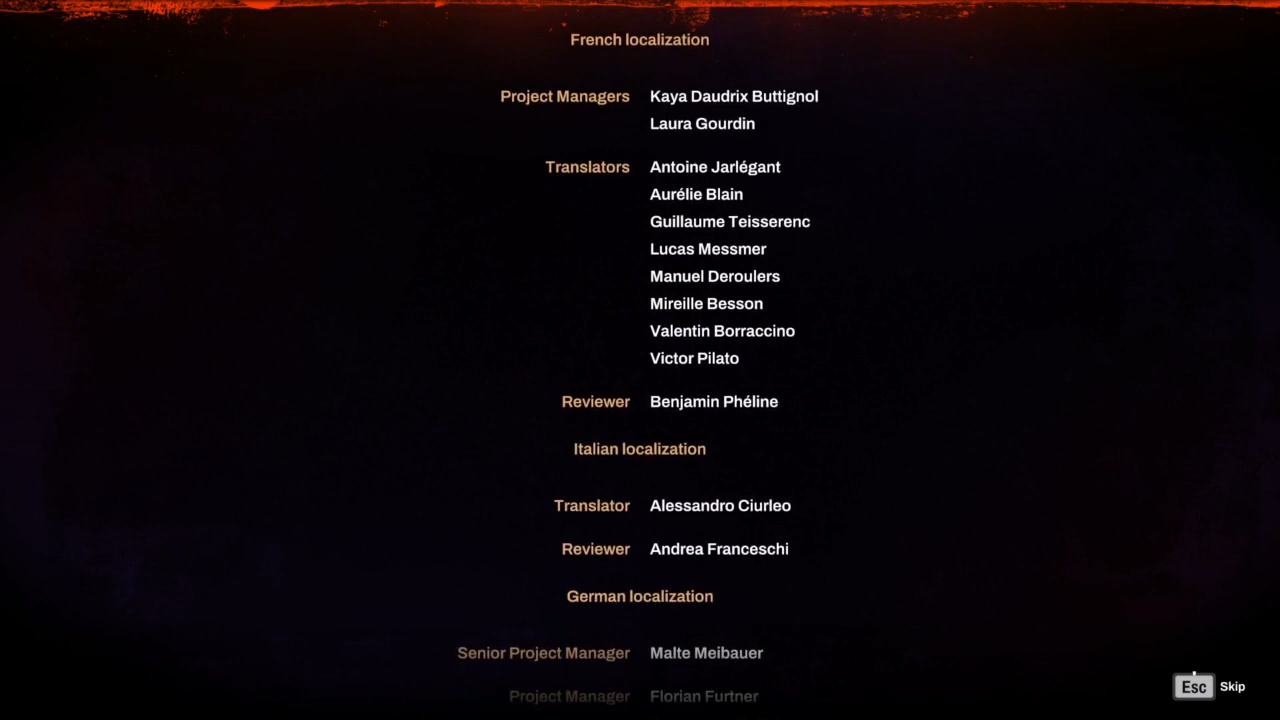 French localization
Project Managers Kaya Daudrix Buttignol
Laura Gourdin
Translators Antoine Jarlégant
Aurélie Blain
Guillaume Teisserenc
Lucas Messmer
Manuel Deroulers
Mireille Besson
Valentin Borraccino
Victor Pilato
Reviewer Benjamin Phéline
Italian localization
Translator Alessandro Ciurleo
Reviewer Andrea Franceschi
German localization
Senior Project Manager Malte Meibauer
Project Manager Florian Furtner
Esc Skip